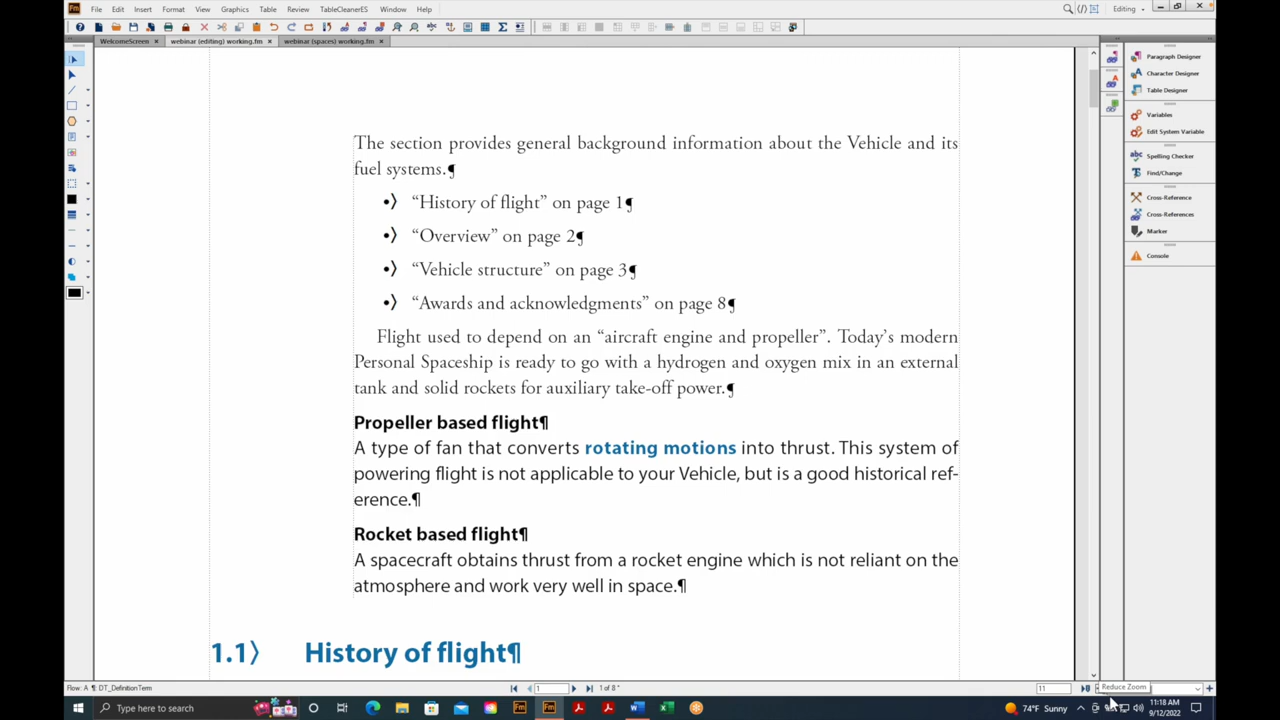 Fm File Edit View Insert Format View Graphics Table Review TableCleanerES Window Help Editing
WelcomeScreen × webinar (editing) working.fm × webinar (spaces) working.fm ×
The section provides general background information about the Vehicle and its
fuel systems.¶
•〉 “History of flight” on page 1¶
•〉 “Overview” on page 2¶
•〉 “Vehicle structure” on page 3¶
•〉 “Awards and acknowledgments” on page 8¶
Flight used to depend on an “aircraft engine and propeller”. Today’s modern
Personal Spaceship is ready to go with a hydrogen and oxygen mix in an external
tank and solid rockets for auxiliary take-off power.¶
Propeller based flight¶
A type of fan that converts rotating motions into thrust. This system of
powering flight is not applicable to your Vehicle, but is a good historical ref-
erence.¶
Rocket based flight¶
A spacecraft obtains thrust from a rocket engine which is not reliant on the
atmosphere and work very well in space.¶
1.1〉 History of flight¶
Paragraph Designer
Character Designer
Table Designer
Variables
Edit System Variable
Spelling Checker
Find/Change
Cross-Reference
Cross-References
Marker
Console
Flow: A ¶ DT_DefinitionTerm
1
1 of 8 *
11
Reduce Zoom
Type here to search
74°F Sunny
11:18 AM
9/12/2022